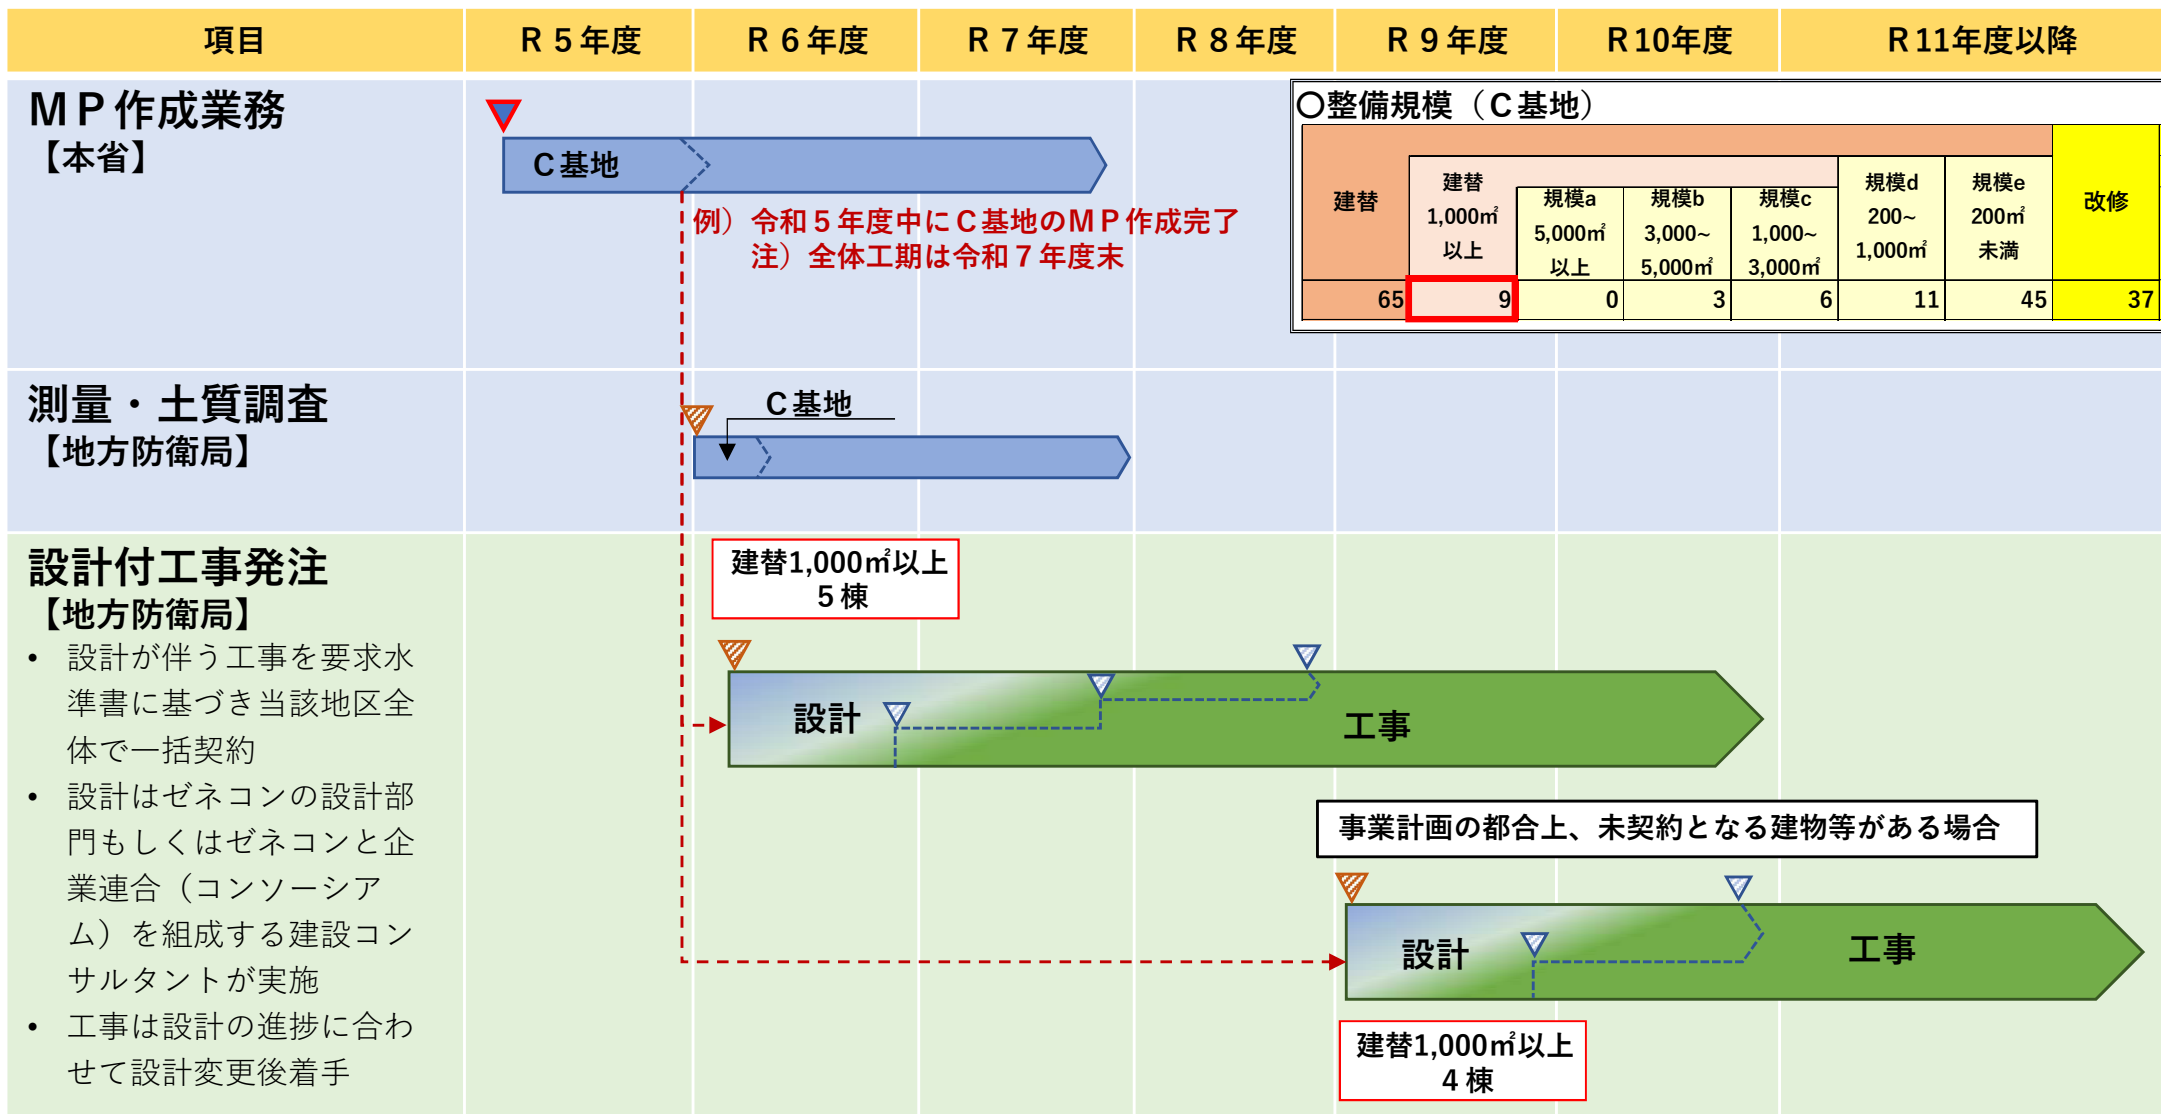 項目
R５年度
R６年度
R７年度
R８年度
R９年度
R10年度
R11年度以降
ＭＰ作成業務
【本省】
Ｃ基地
例）令和５年度中にＣ基地のＭＰ作成完了
注）全体工期は令和７年度末
〇整備規模（Ｃ基地）
建替
建替
1,000㎡
以上
規模a
5,000㎡
以上
規模b
3,000~
5,000㎡
規模c
1,000~
3,000㎡
規模d
200~
1,000㎡
規模e
200㎡
未満
改修
65
9
0
3
6
11
45
37
測量・土質調査
【地方防衛局】
Ｃ基地
設計付工事発注
【地方防衛局】
• 設計が伴う工事を要求水
準書に基づき当該地区全
体で一括契約
• 設計はゼネコンの設計部
門もしくはゼネコンと企
業連合（コンソーシア
ム）を組成する建設コン
サルタントが実施
• 工事は設計の進捗に合わ
せて設計変更後着手
建替1,000㎡以上
５棟
設計
工事
事業計画の都合上、未契約となる建物等がある場合
設計
工事
建替1,000㎡以上
４棟